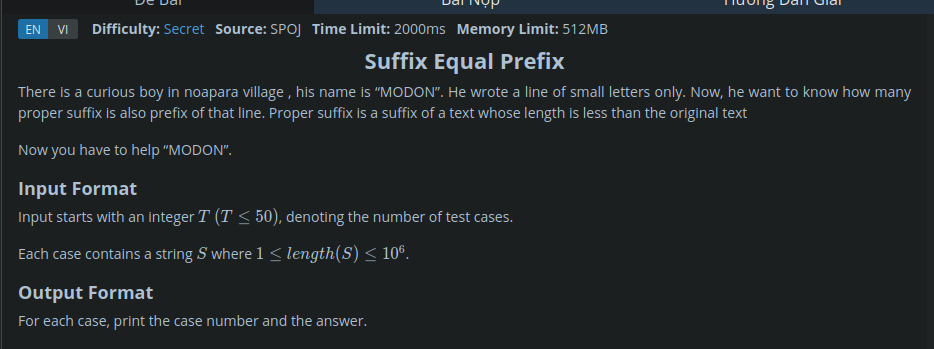 Đề Bài Bài Nộp Hướng Dẫn Giải
EN VI Difficulty: Secret Source: SPOJ Time Limit: 2000ms Memory Limit: 512MB
Suffix Equal Prefix
There is a curious boy in noapara village , his name is “MODON”. He wrote a line of small letters only. Now, he want to know how many
proper suffix is also prefix of that line. Proper suffix is a suffix of a text whose length is less than the original text
Now you have to help “MODON”.
Input Format
Input starts with an integer T (T ≤ 50), denoting the number of test cases.
Each case contains a string S where 1 ≤ length(S) ≤ 10⁶.
Output Format
For each case, print the case number and the answer.